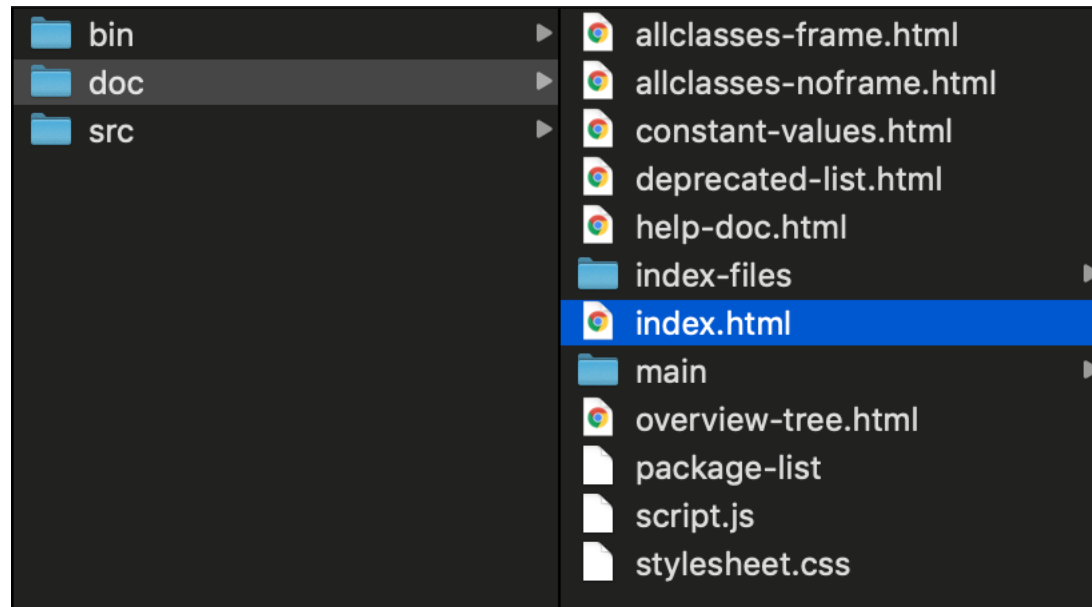 bin
doc
src
allclasses-frame.html
allclasses-noframe.html
constant-values.html
deprecated-list.html
help-doc.html
index-files
index.html
main
overview-tree.html
package-list
script.js
stylesheet.css